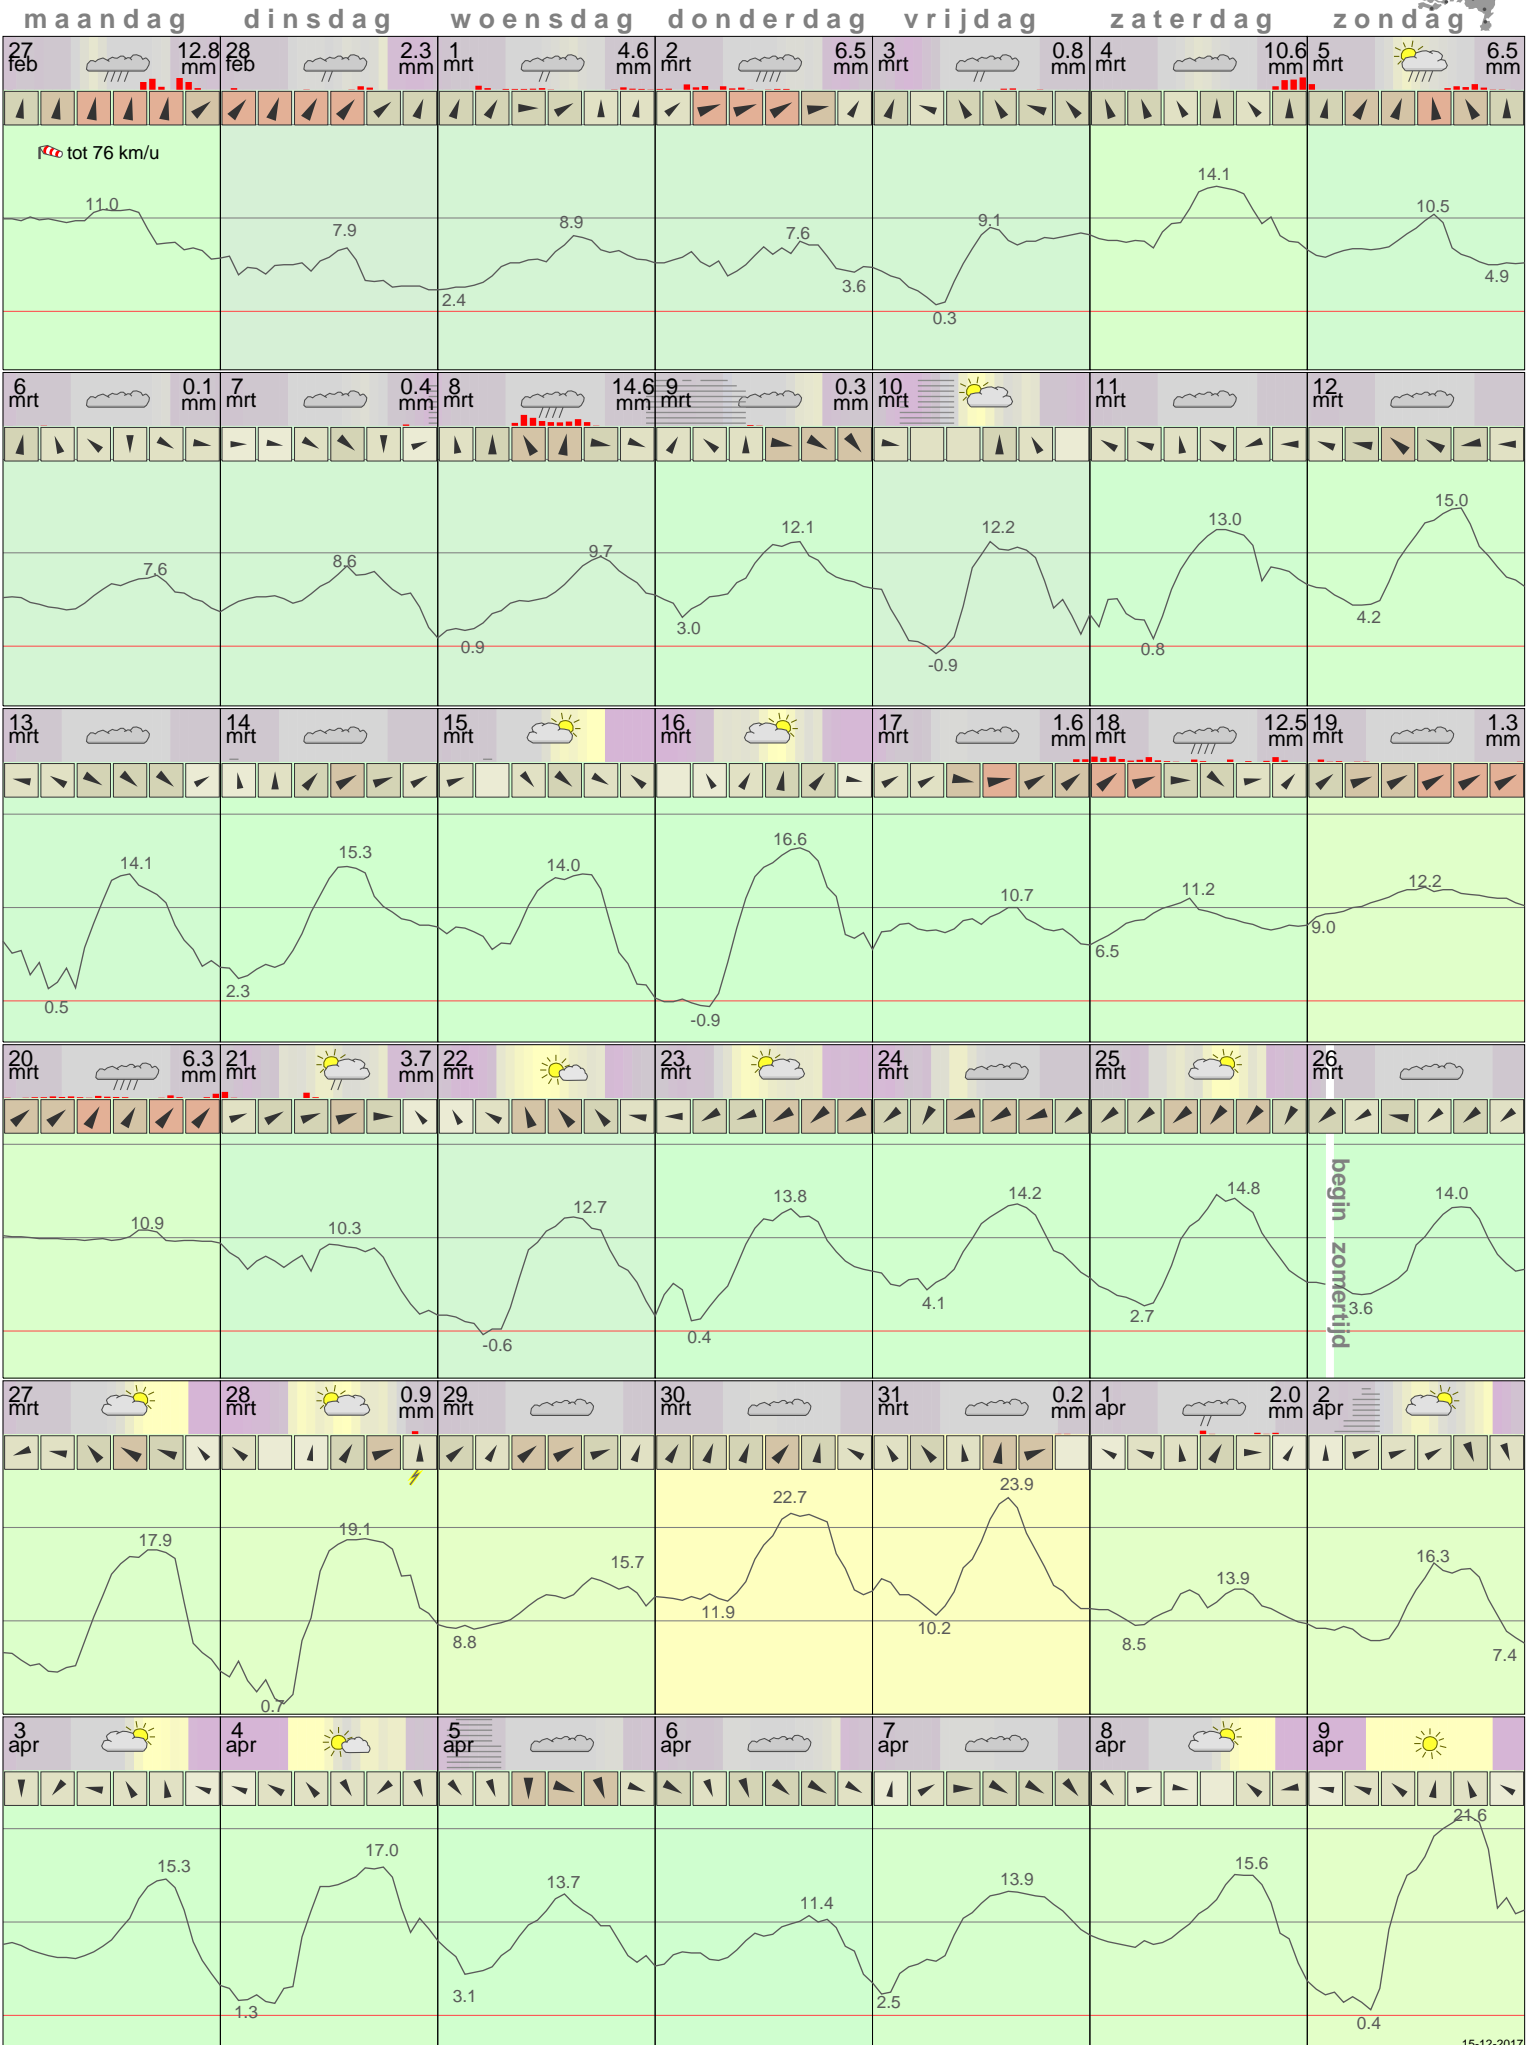 maandag dinsdag woensdag donderdag vrijdag zaterdag zondag
27 feb 12.8 mm 28 feb 2.3 mm 1 mrt 4.6 mm 2 mrt 6.5 mm 3 mrt 0.8 mm 4 mrt 10.6 mm 5 mrt 6.5 mm
tot 76 km/u
11.0 7.9 8.9 7.6 9.1 14.1 10.5
2.4 3.6 0.3 4.9
6 mrt 0.1 mm 7 mrt 0.4 mm 8 mrt 14.6 mm 9 mrt 0.3 mm 10 mrt 11 mrt 12 mrt
7.6 8.6 9.7 12.1 12.2 13.0 15.0
0.9 3.0 -0.9 0.8 4.2
13 mrt 14 mrt 15 mrt 16 mrt 17 mrt 1.6 mm 18 mrt 12.5 mm 19 mrt 1.3 mm
14.1 15.3 14.0 16.6 10.7 11.2 12.2
0.5 2.3 -0.9 6.5 9.0
20 mrt 6.3 mm 21 mrt 3.7 mm 22 mrt 23 mrt 24 mrt 25 mrt 26 mrt
10.9 10.3 12.7 13.8 14.2 14.8 14.0
-0.6 0.4 4.1 2.7 3.6
begin zomertijd
27 mrt 28 mrt 0.9 mm 29 mrt 30 mrt 31 mrt 0.2 mm 1 apr 2.0 mm 2 apr
17.9 19.1 15.7 22.7 23.9 13.9 16.3
0.7 8.8 11.9 10.2 8.5 7.4
3 apr 4 apr 5 apr 6 apr 7 apr 8 apr 9 apr
15.3 17.0 13.7 11.4 13.9 15.6 21.6
1.3 3.1 2.5 0.4
15-12-2017